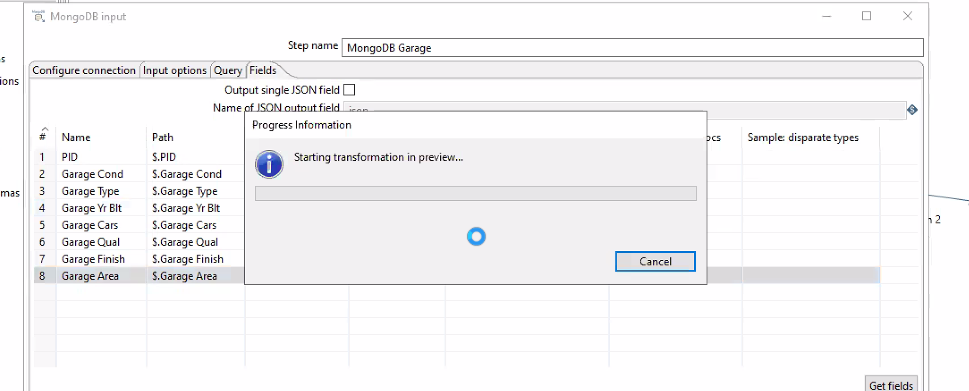 MongoDB input
Step name MongoDB Garage
Configure connection Input options Query Fields
Output single JSON field
Name of JSON output field json
Progress Information
# Name Path ocs Sample: disparate types
Starting transformation in preview...
1 PID $.PID
2 Garage Cond $.Garage Cond
3 Garage Type $.Garage Type
4 Garage Yr Blt $.Garage Yr Blt
5 Garage Cars $.Garage Cars
6 Garage Qual $.Garage Qual
7 Garage Finish $.Garage Finish
8 Garage Area $.Garage Area
Cancel
Get fields
s
ions
mas
n 2